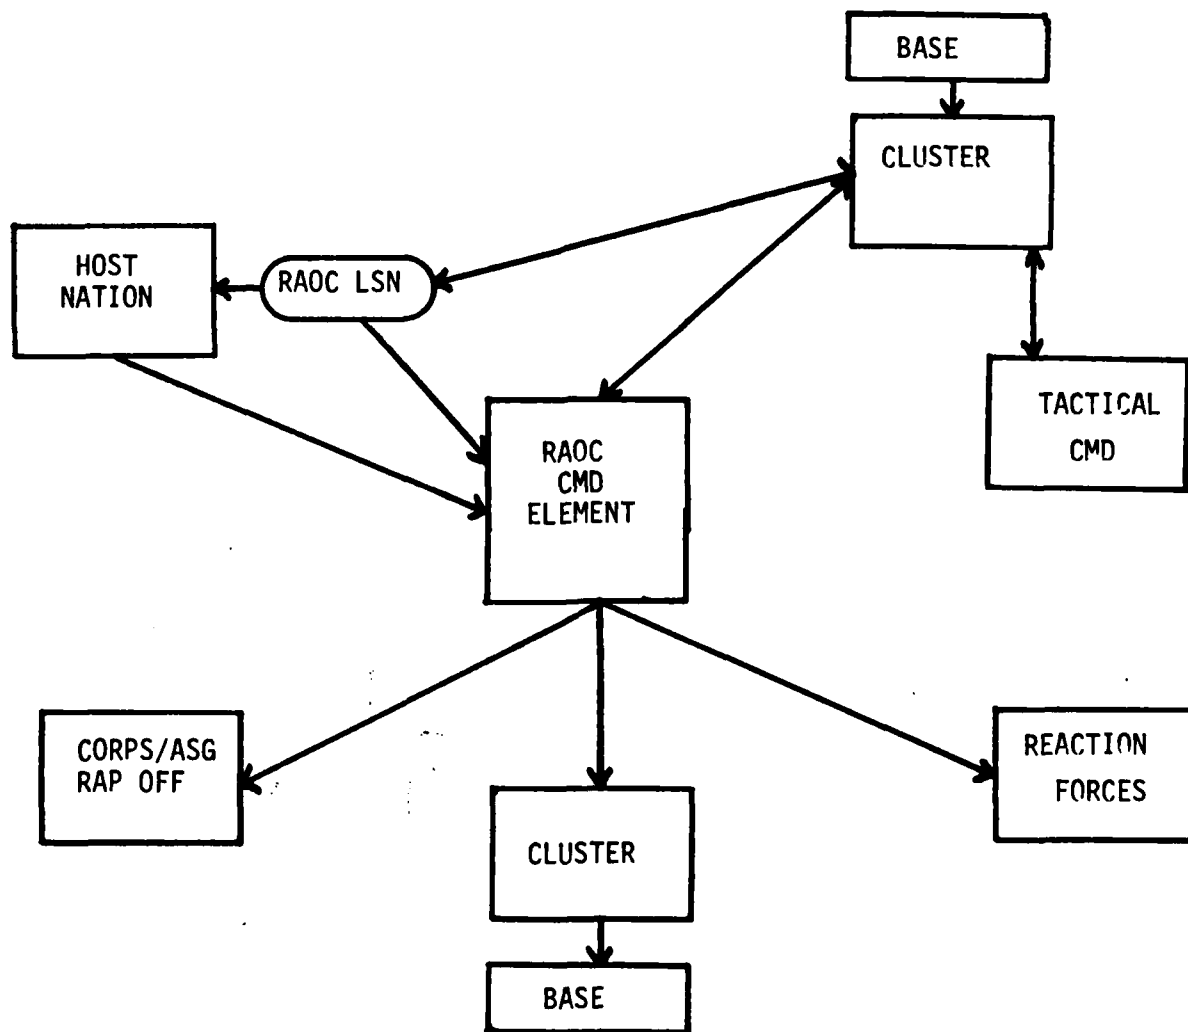 BASE
CLUSTER
HOST
NATION
RAOC LSN
TACTICAL
CMD
RAOC
CMD
ELEMENT
CORPS/ASG
RAP OFF
REACTION
FORCES
CLUSTER
BASE